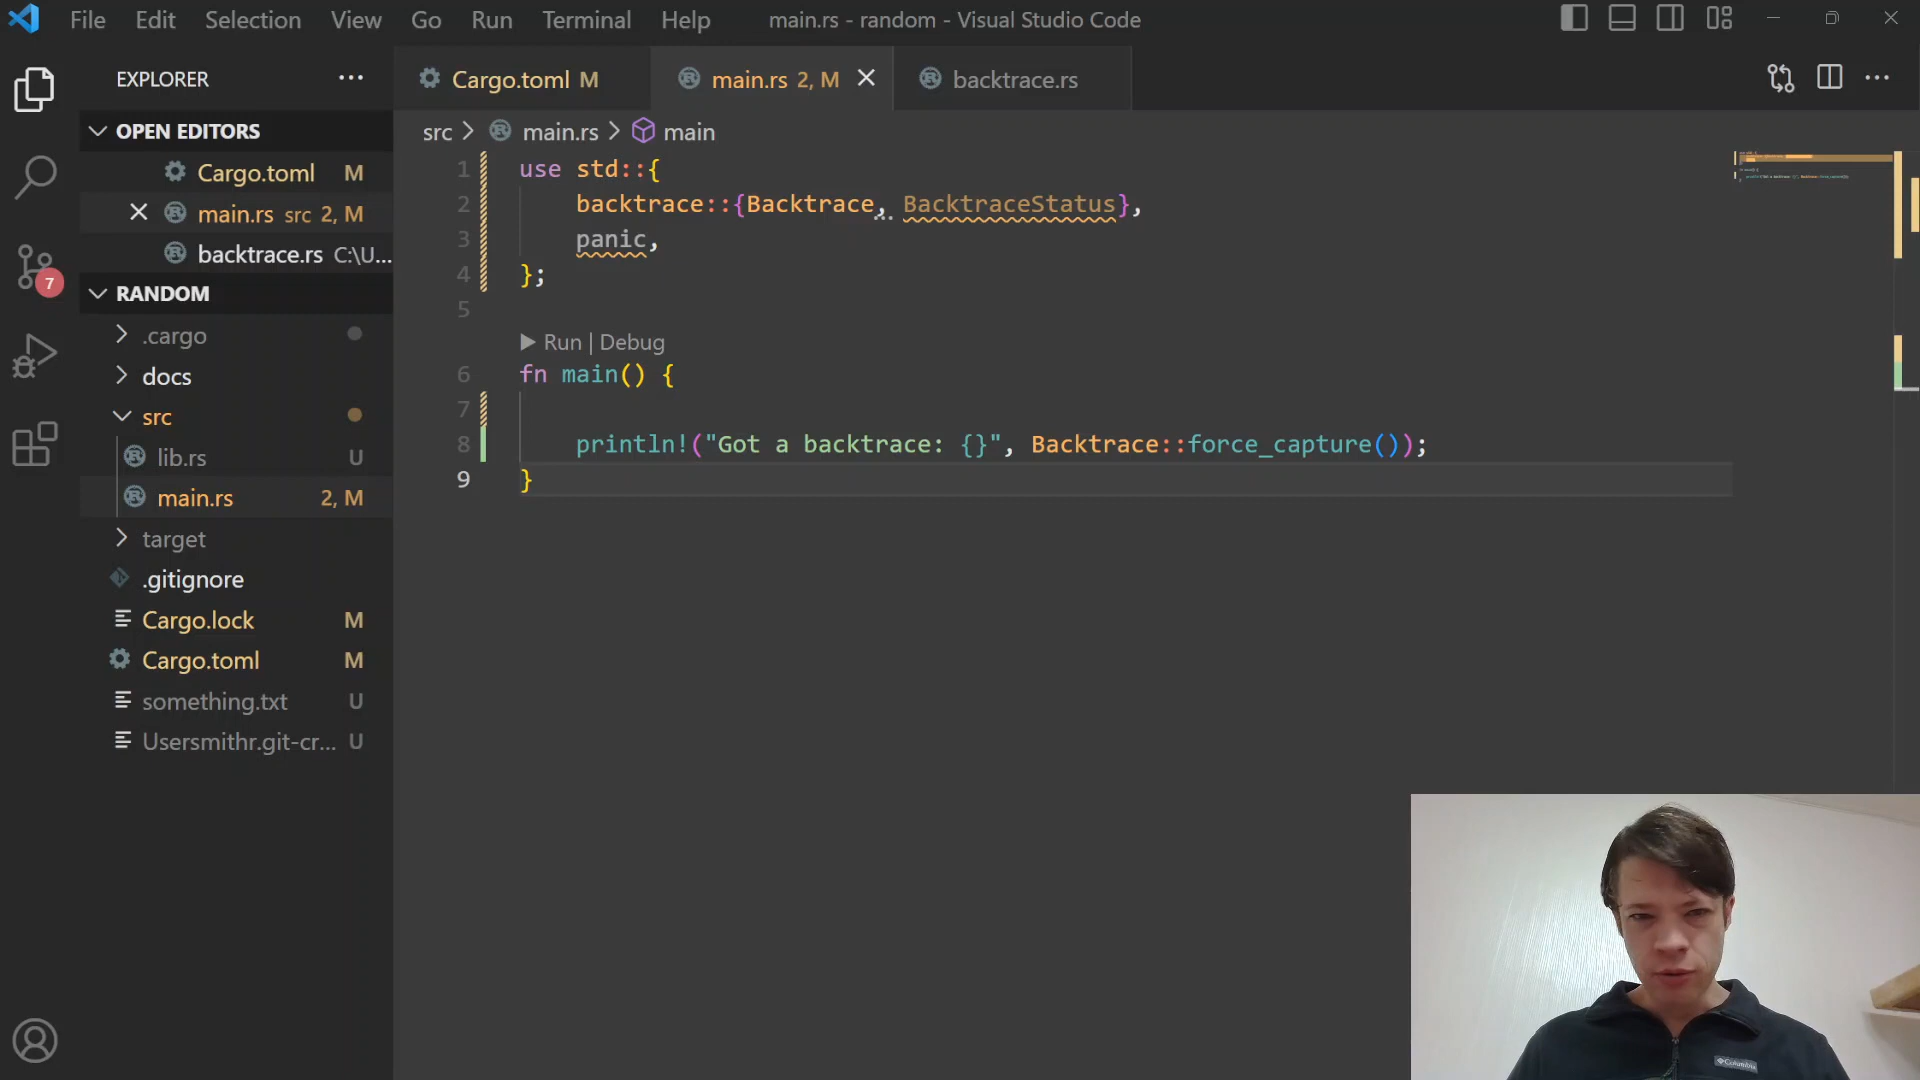 File Edit Selection View Go Run Terminal Help main.rs - random - Visual Studio Code
EXPLORER
Cargo.toml M
main.rs 2, M
backtrace.rs
OPEN EDITORS
Cargo.toml M
main.rs src 2, M
backtrace.rs C:\U...
7
RANDOM
.cargo
docs
src
lib.rs U
main.rs 2, M
target
.gitignore
Cargo.lock M
Cargo.toml M
something.txt U
Usersmithr.git-cr... U
src > main.rs > main
1 use std::{
2 backtrace::{Backtrace, BacktraceStatus},
3 panic,
4 };
5
Run | Debug
6 fn main() {
7
8 println!("Got a backtrace: {}", Backtrace::force_capture());
9 }
Columbia